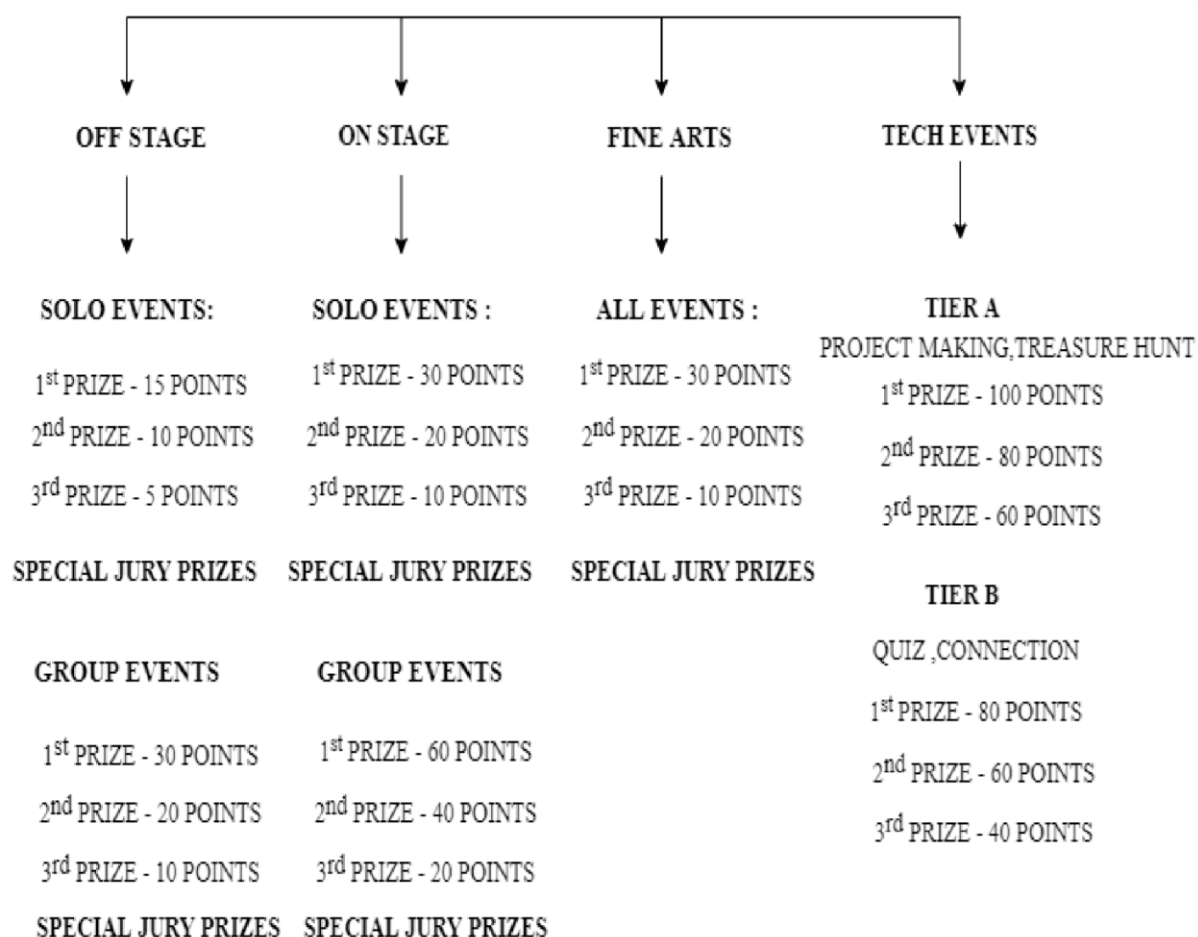 OFF STAGE
SOLO EVENTS:
1st PRIZE - 15 POINTS
2nd PRIZE - 10 POINTS
3rd PRIZE - 5 POINTS
SPECIAL JURY PRIZES
GROUP EVENTS
1st PRIZE - 30 POINTS
2nd PRIZE - 20 POINTS
3rd PRIZE - 10 POINTS
SPECIAL JURY PRIZES
ON STAGE
SOLO EVENTS :
1st PRIZE - 30 POINTS
2nd PRIZE - 20 POINTS
3rd PRIZE - 10 POINTS
SPECIAL JURY PRIZES
GROUP EVENTS
1st PRIZE - 60 POINTS
2nd PRIZE - 40 POINTS
3rd PRIZE - 20 POINTS
SPECIAL JURY PRIZES
FINE ARTS
ALL EVENTS :
1st PRIZE - 30 POINTS
2nd PRIZE - 20 POINTS
3rd PRIZE - 10 POINTS
SPECIAL JURY PRIZES
TECH EVENTS
TIER A
PROJECT MAKING,TREASURE HUNT
1st PRIZE - 100 POINTS
2nd PRIZE - 80 POINTS
3rd PRIZE - 60 POINTS
TIER B
QUIZ ,CONNECTION
1st PRIZE - 80 POINTS
2nd PRIZE - 60 POINTS
3rd PRIZE - 40 POINTS